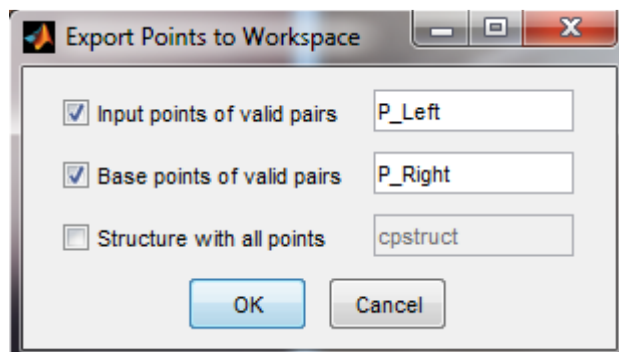 Export Points to Workspace
Input points of valid pairs P_Left
Base points of valid pairs P_Right
Structure with all points cpstruct
OK Cancel